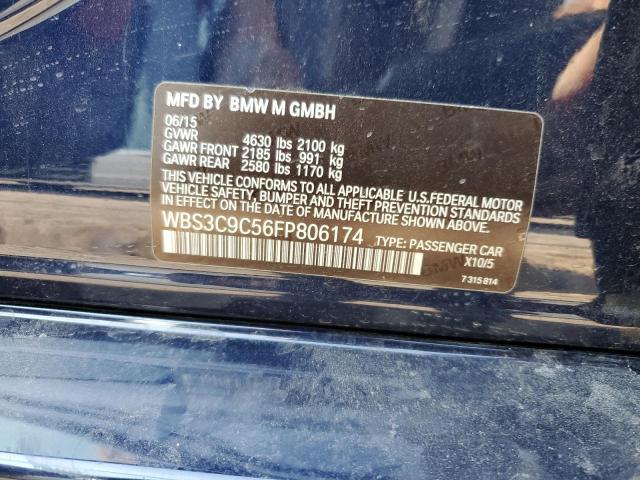 MFD BY BMW M GMBH
06/15
GVWR 4630 lbs 2100 kg
GAWR FRONT 2185 lbs 991 kg
GAWR REAR 2580 lbs 1170 kg
THIS VEHICLE CONFORMS TO ALL APPLICABLE U.S.FEDERAL MOTOR
VEHICLE SAFETY, BUMPER AND THEFT PREVENTION STANDARDS
IN EFFECT ON THE DATE OF MANUFACTURE SHOWN ABOVE.
WBS3C9C56FP806174
TYPE: PASSENGER CAR
X10/5
7315814